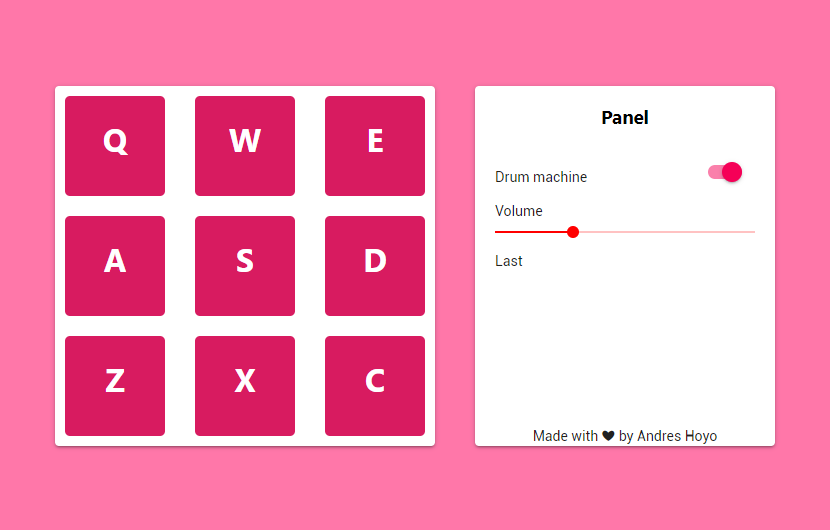 Q W E
A S D
Z X C
Panel
Drum machine
Volume
Last
Made with ♥ by Andres Hoyo